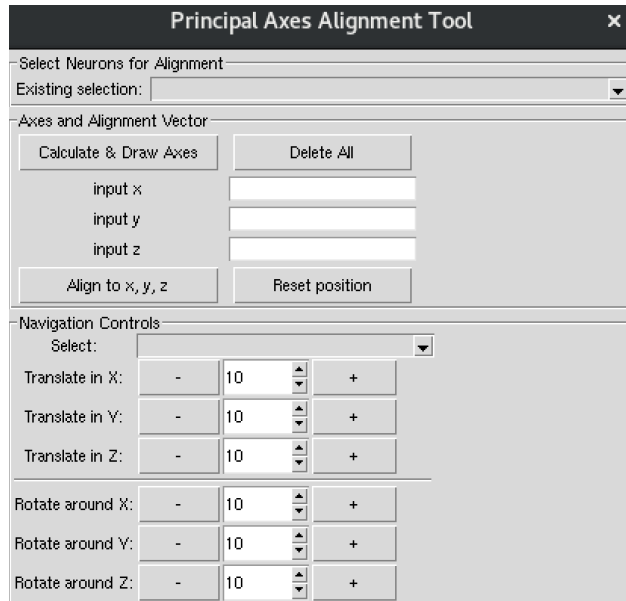 Principal Axes Alignment Tool ×
Select Neurons for Alignment
Existing selection:
Axes and Alignment Vector
Calculate & Draw Axes Delete All
input x
input y
input z
Align to x, y, z Reset position
Navigation Controls
Select:
Translate in X: - 10 +
Translate in Y: - 10 +
Translate in Z: - 10 +
Rotate around X: - 10 +
Rotate around Y: - 10 +
Rotate around Z: - 10 +